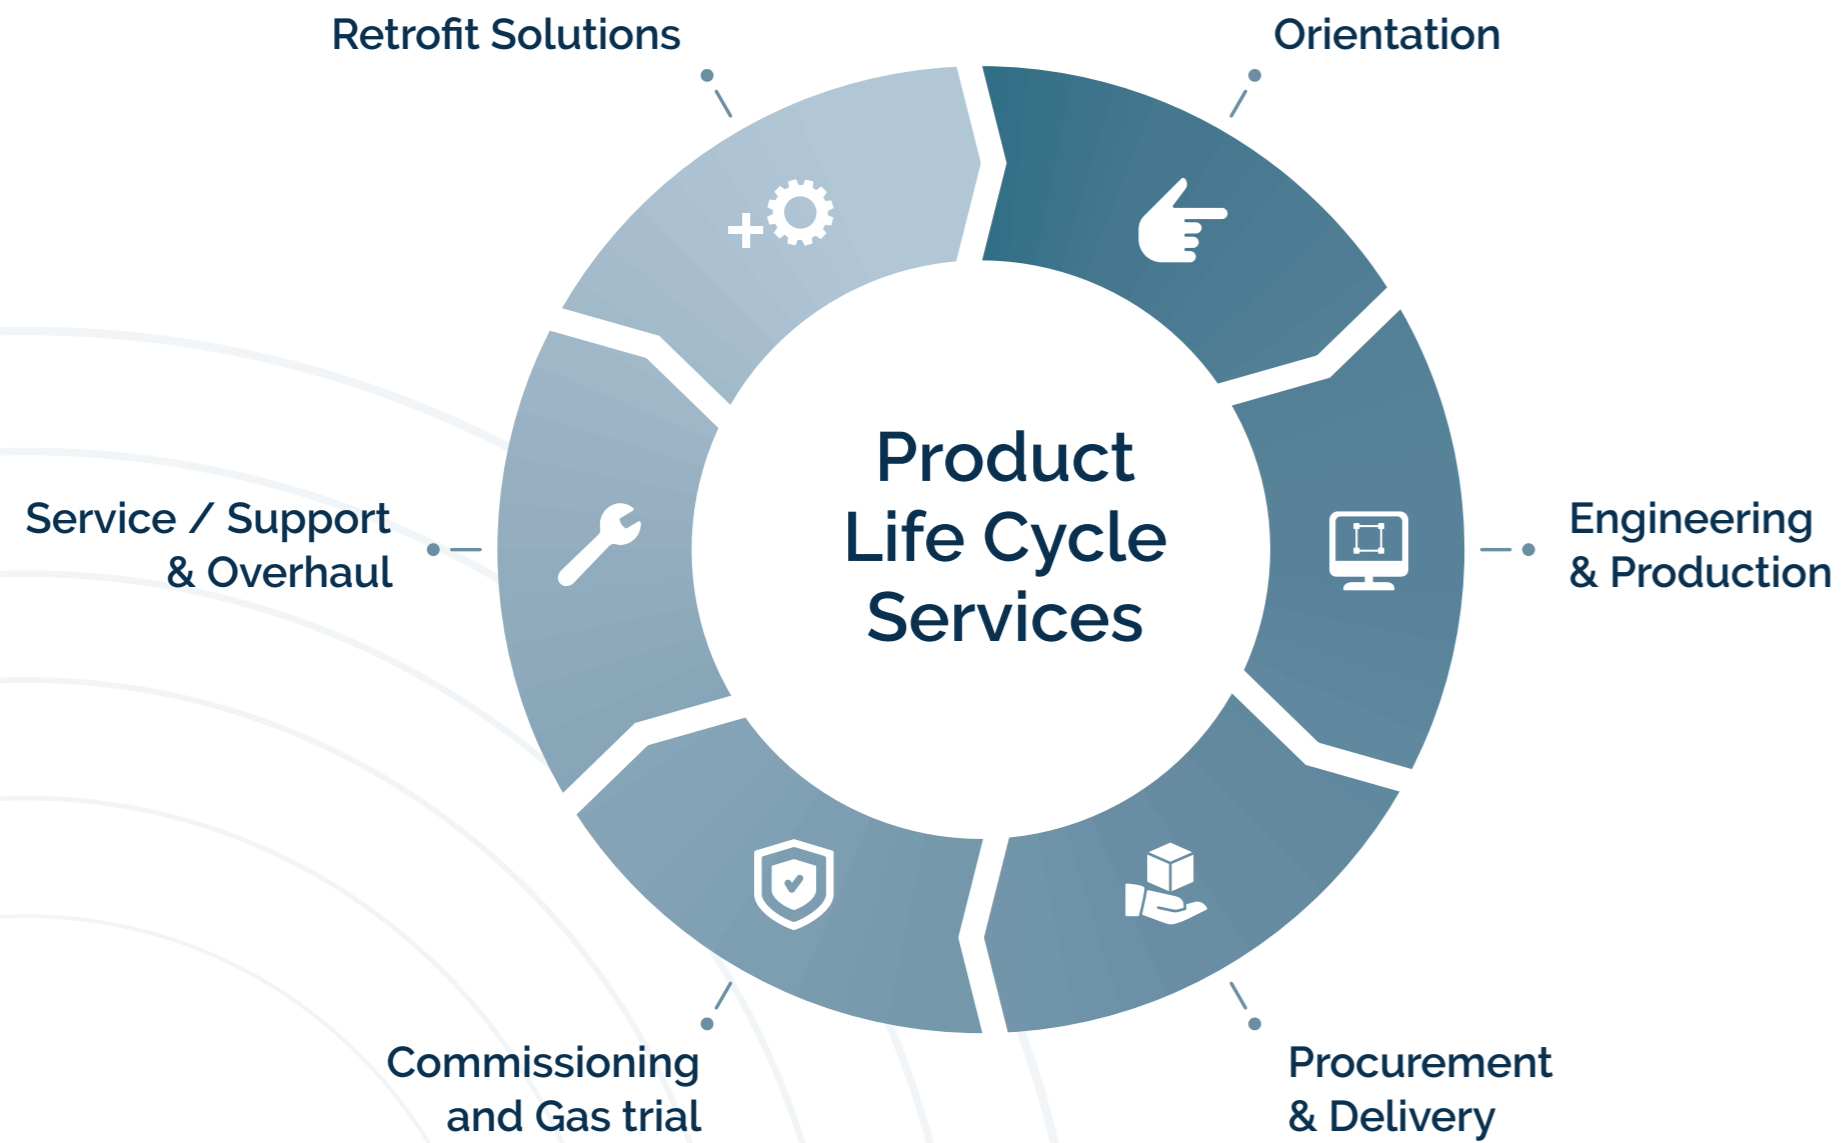 Retrofit Solutions
Orientation
Product
Life Cycle
Services
Service / Support
& Overhaul
Engineering
& Production
Commissioning
and Gas trial
Procurement
& Delivery